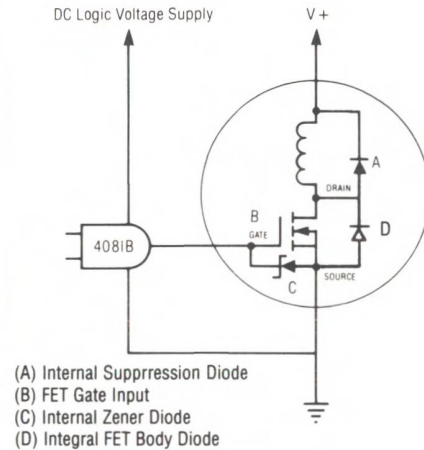 DC Logic Voltage Supply
V +
A
DRAIN
B
D
GATE
4081B
C
SOURCE
(A) Internal Supprression Diode
(B) FET Gate Input
(C) Internal Zener Diode
(D) Integral FET Body Diode